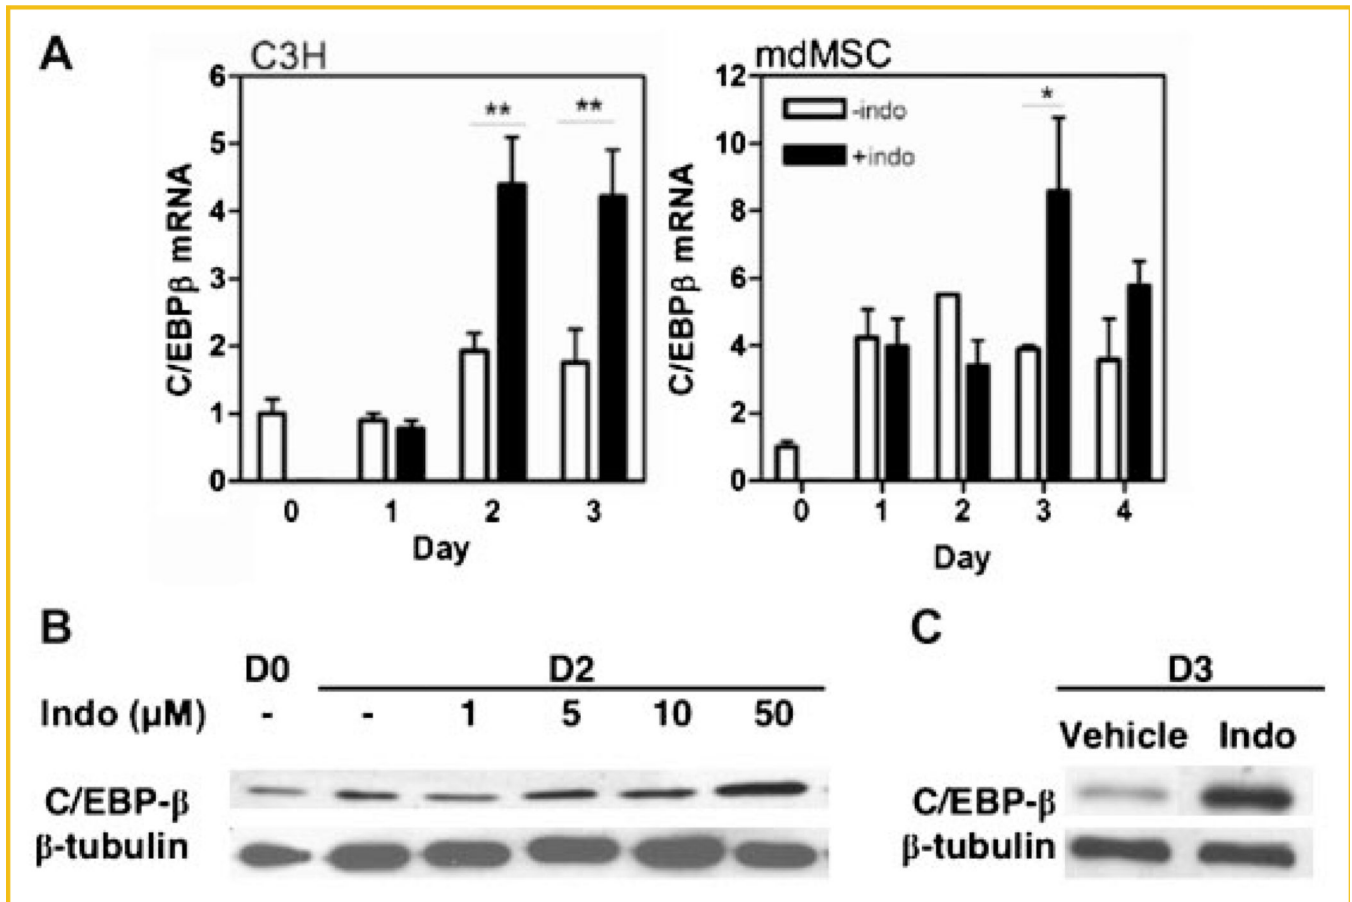 A
C3H
mdMSC
6
5
4
3
2
1
0
C/EBPβ mRNA
** **
0 1 2 3
Day
12
10
8
6
4
2
0
C/EBPβ mRNA
-indo
+indo
*
0 1 2 3 4
Day
B
D0 D2
Indo (µM) - - 1 5 10 50
C/EBP-β
β-tubulin
C
D3
Vehicle Indo
C/EBP-β
β-tubulin